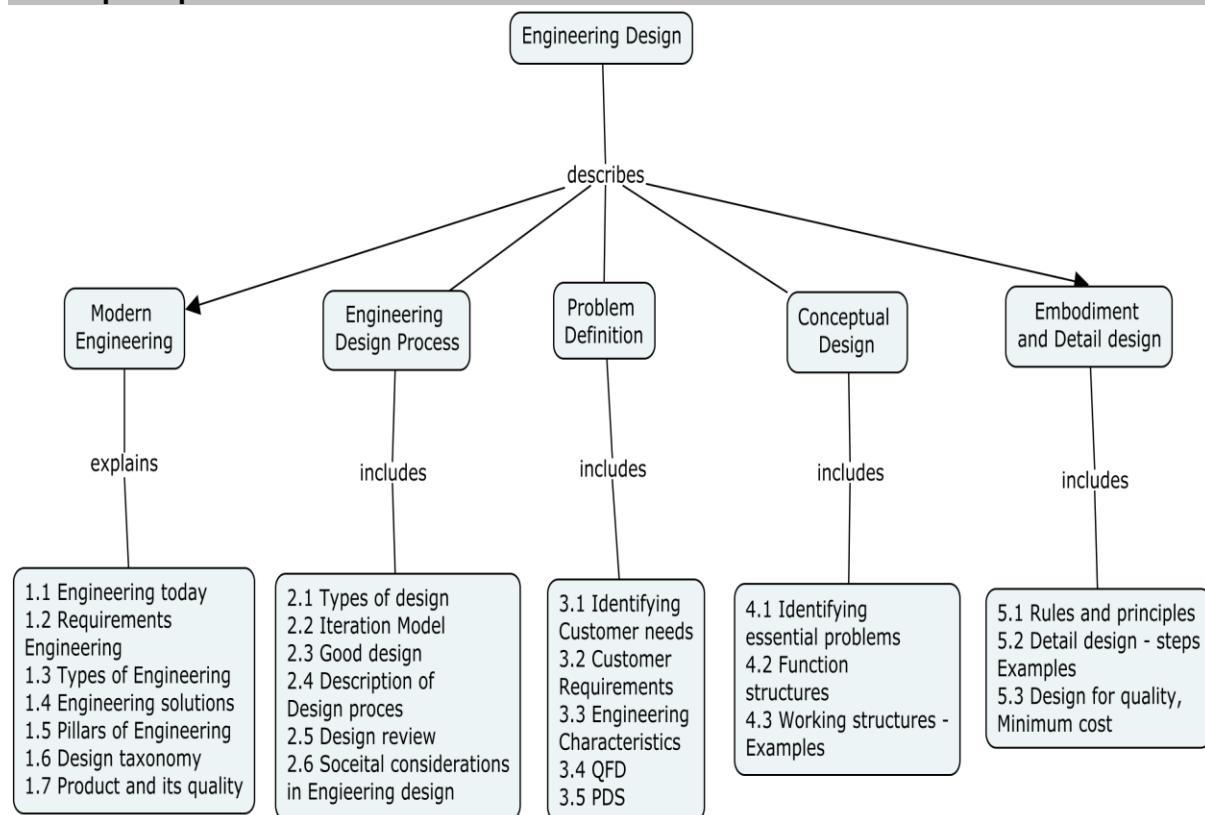 Engineering Design
describes
Modern
Engineering
Engineering
Design Process
Problem
Definition
Conceptual
Design
Embodiment
and Detail design
explains
includes
includes
includes
includes
1.1 Engineering today
1.2 Requirements
Engineering
1.3 Types of Engineering
1.4 Engineering solutions
1.5 Pillars of Engineering
1.6 Design taxonomy
1.7 Product and its quality
2.1 Types of design
2.2 Iteration Model
2.3 Good design
2.4 Description of
Design proces
2.5 Design review
2.6 Soceital considerations
in Engieering design
3.1 Identifying
Customer needs
3.2 Customer
Requirements
3.3 Engineering
Characteristics
3.4 QFD
3.5 PDS
4.1 Identifying
essential problems
4.2 Function
structures
4.3 Working structures -
Examples
5.1 Rules and principles
5.2 Detail design - steps
Examples
5.3 Design for quality,
Minimum cost